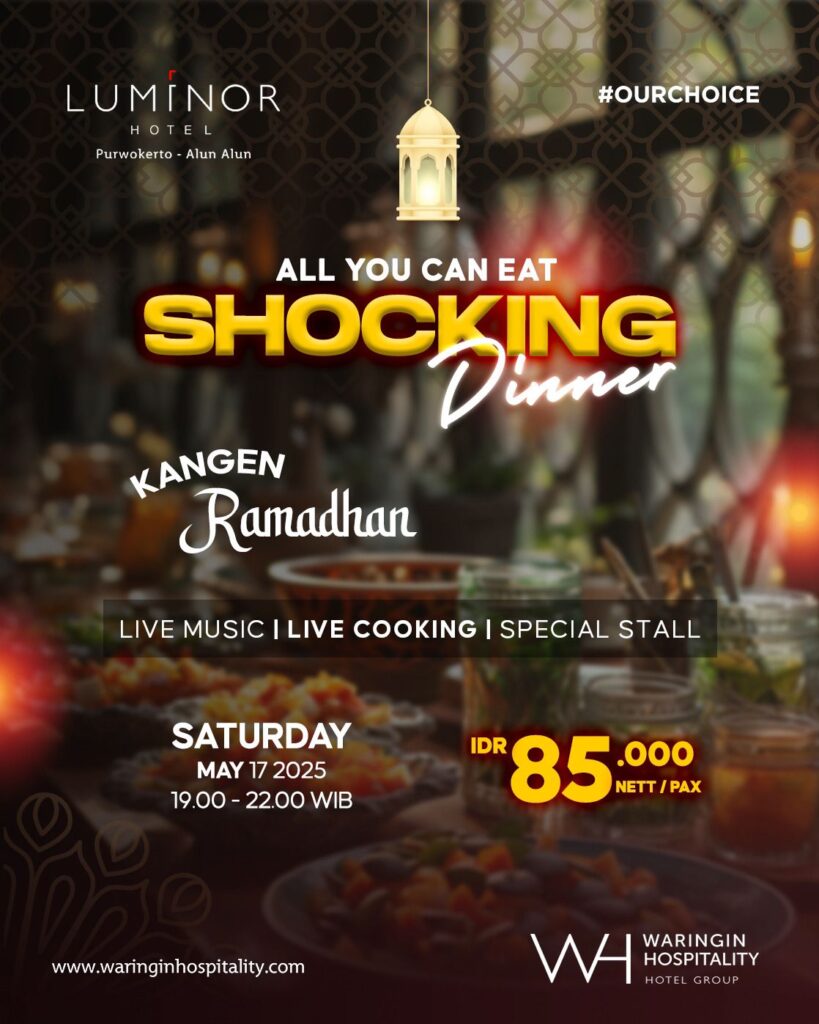 LUMINOR
HOTEL
Purwokerto - Alun Alun
#OURCHOICE
ALL YOU CAN EAT
SHOCKING
Dinner
KANGEN
Ramadhan
LIVE MUSIC | LIVE COOKING | SPECIAL STALL
SATURDAY
MAY 17 2025
19.00 - 22.00 WIB
IDR 85.000
NETT / PAX
www.waringinhospitality.com
WH WARINGIN
HOSPITALITY
HOTEL GROUP